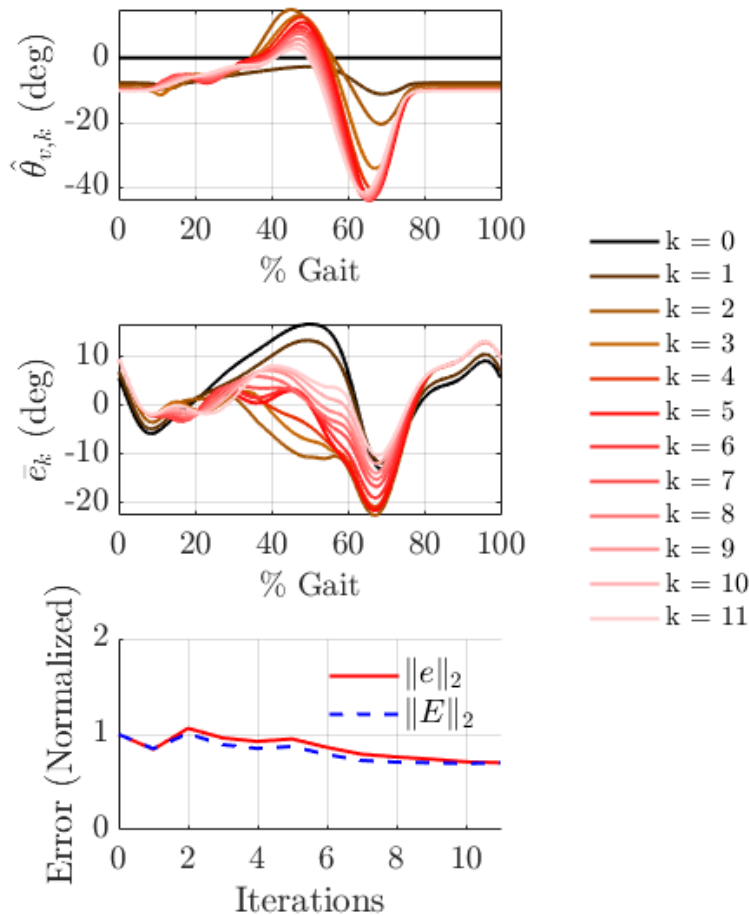 0
-20
-40
θ̂_{v,k} (deg)
0 20 40 60 80 100
% Gait
10
0
-10
-20
ē_k (deg)
0 20 40 60 80 100
% Gait
2
1
0
Error (Normalized)
‖e‖₂
‖E‖₂
0 2 4 6 8 10
Iterations
k = 0
k = 1
k = 2
k = 3
k = 4
k = 5
k = 6
k = 7
k = 8
k = 9
k = 10
k = 11